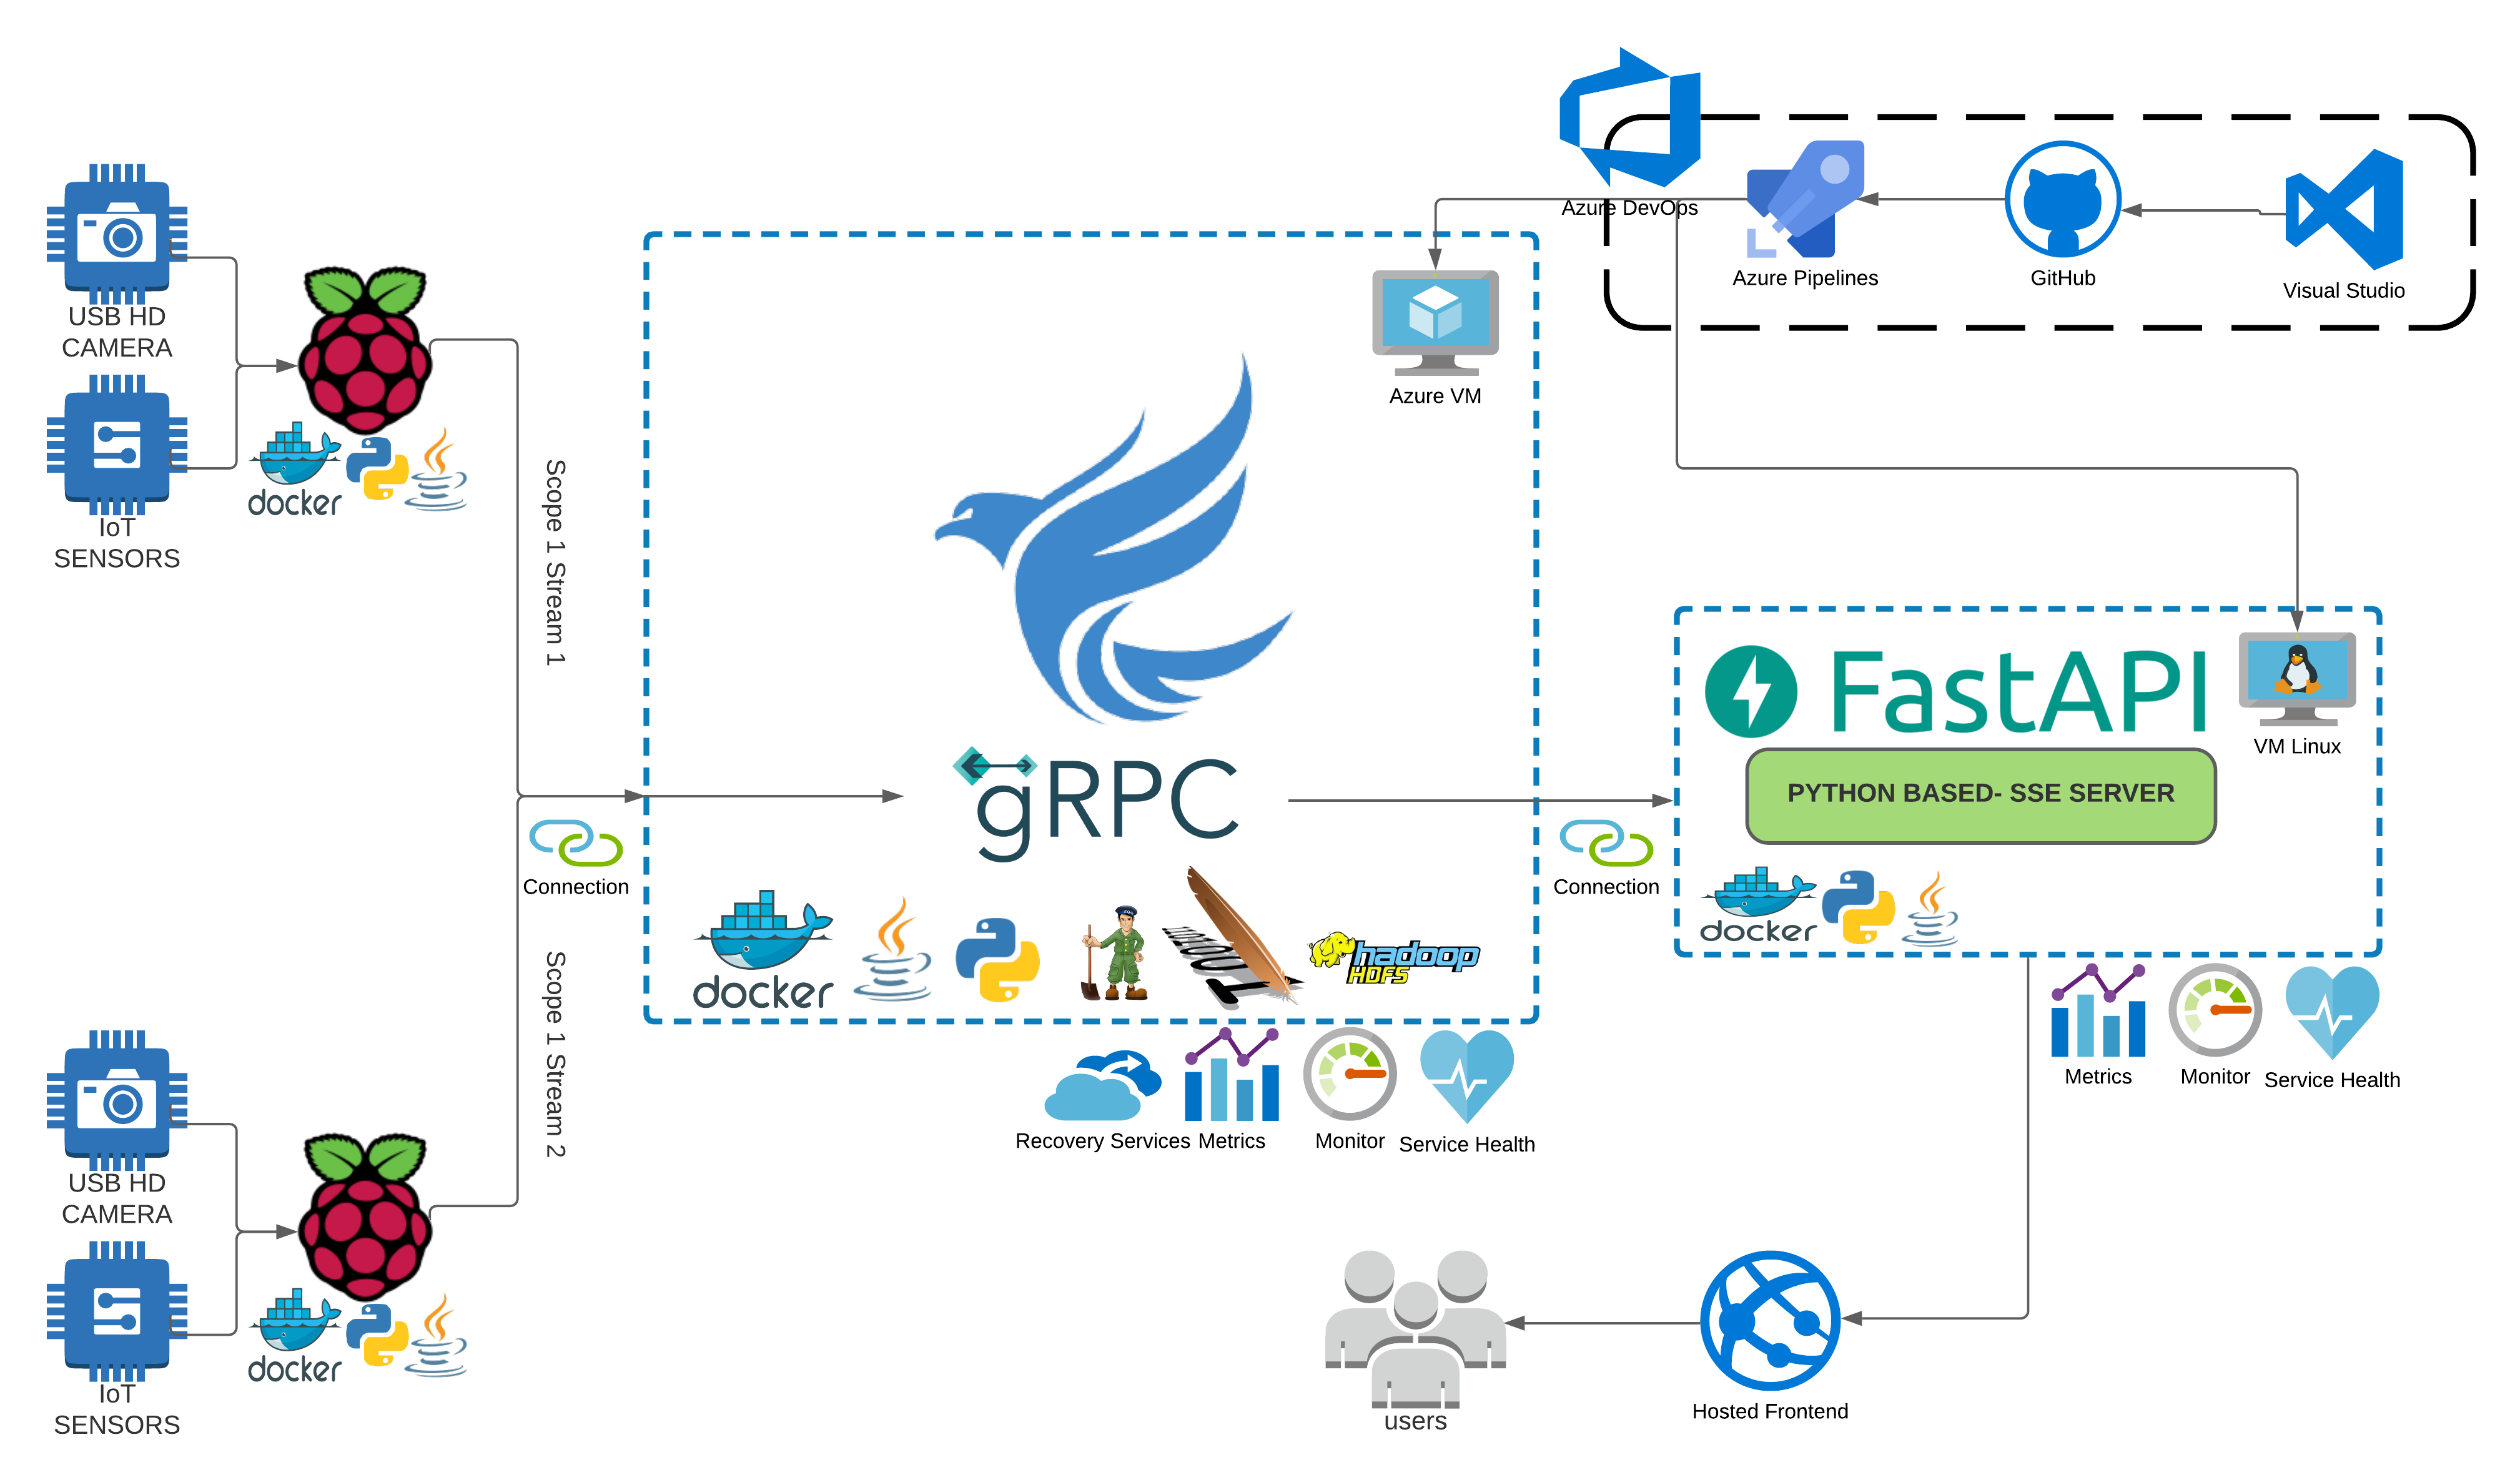 USB HD
CAMERA
IoT
SENSORS
docker
Scope 1 Stream 1
USB HD
CAMERA
IoT
SENSORS
docker
Scope 1 Stream 2
Connection
Azure VM
gRPC
docker
hadoop
HDFS
Recovery Services
Metrics
Monitor
Service Health
Connection
Azure DevOps
Azure Pipelines
GitHub
Visual Studio
FastAPI
VM Linux
PYTHON BASED- SSE SERVER
docker
Metrics
Monitor
Service Health
Hosted Frontend
users